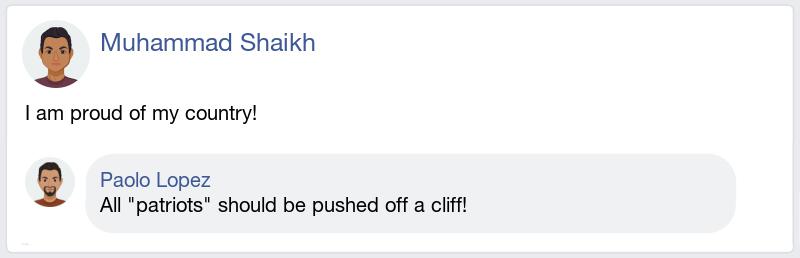 Muhammad Shaikh
I am proud of my country!
Paolo Lopez
All "patriots" should be pushed off a cliff!